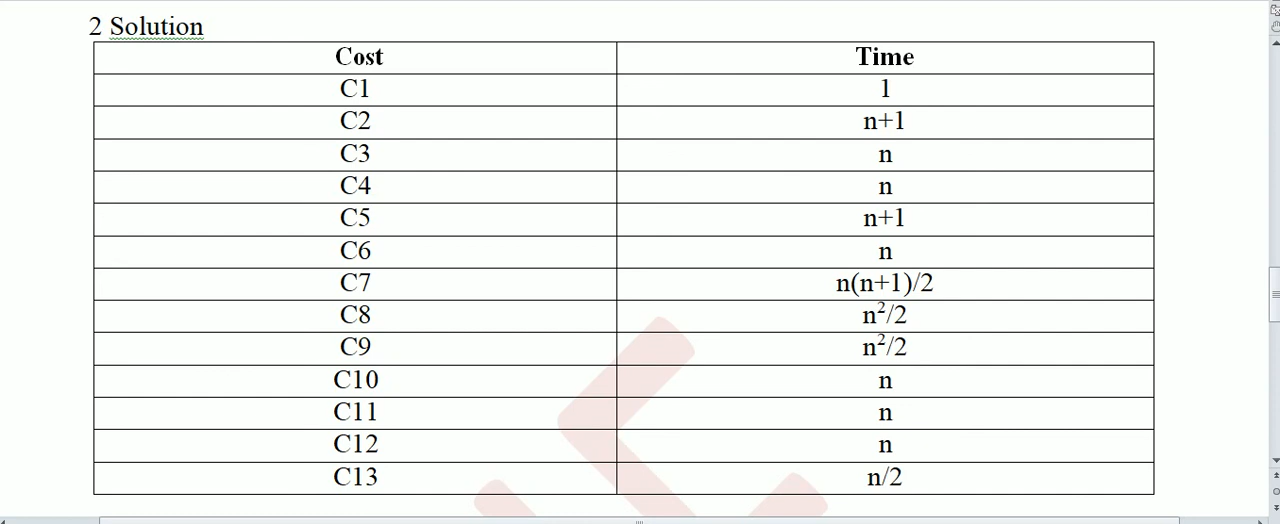 2 Solution
Cost Time
C1 1
C2 n+1
C3 n
C4 n
C5 n+1
C6 n
C7 n(n+1)/2
C8 n²/2
C9 n²/2
C10 n
C11 n
C12 n
C13 n/2